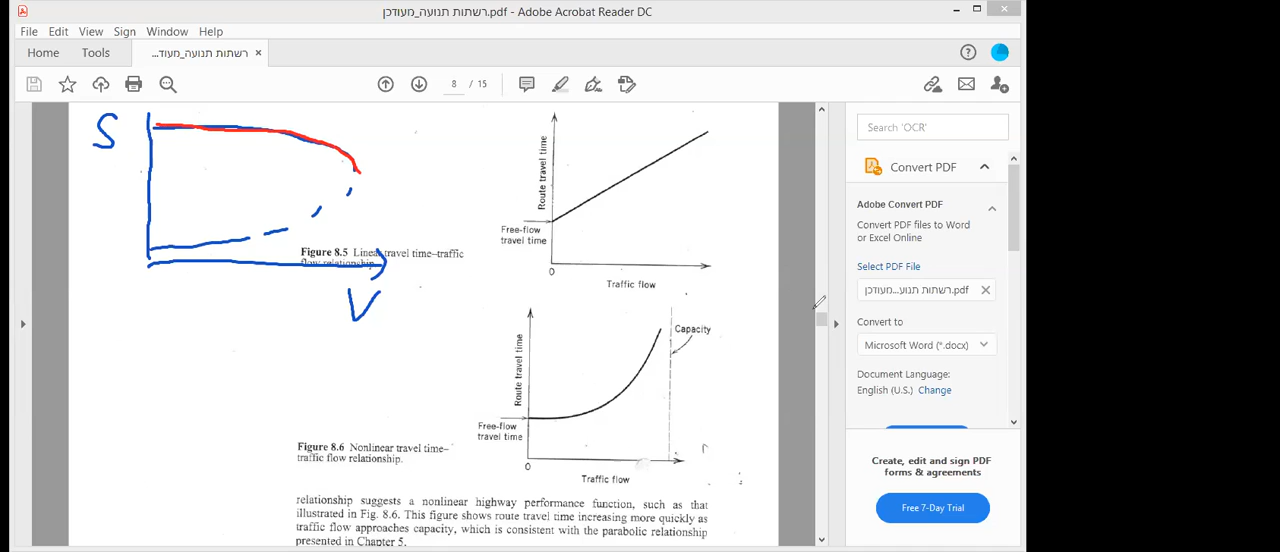 רשתות תנועה_מעודכן.pdf - Adobe Acrobat Reader DC
File Edit View Sign Window Help
Home Tools רשתות תנועה_מעוד... ×
8 / 15
S
V
Route travel time
Free-flow
travel time
0
Traffic flow
Figure 8.5 Linear travel time–traffic
flow relationship.
Route travel time
Capacity
Free-flow
travel time
0
Traffic flow
Figure 8.6 Nonlinear travel time–
traffic flow relationship.
relationship suggests a nonlinear highway performance function, such as that
illustrated in Fig. 8.6. This figure shows route travel time increasing more quickly as
traffic flow approaches capacity, which is consistent with the parabolic relationship
presented in Chapter 5.
Search 'OCR'
Convert PDF
Adobe Convert PDF
Convert PDF files to Word
or Excel Online
Select PDF File
רשתות תנוע...מעודכן.pdf
Convert to
Microsoft Word (*.docx)
Document Language:
English (U.S.) Change
Create, edit and sign PDF
forms & agreements
Free 7-Day Trial